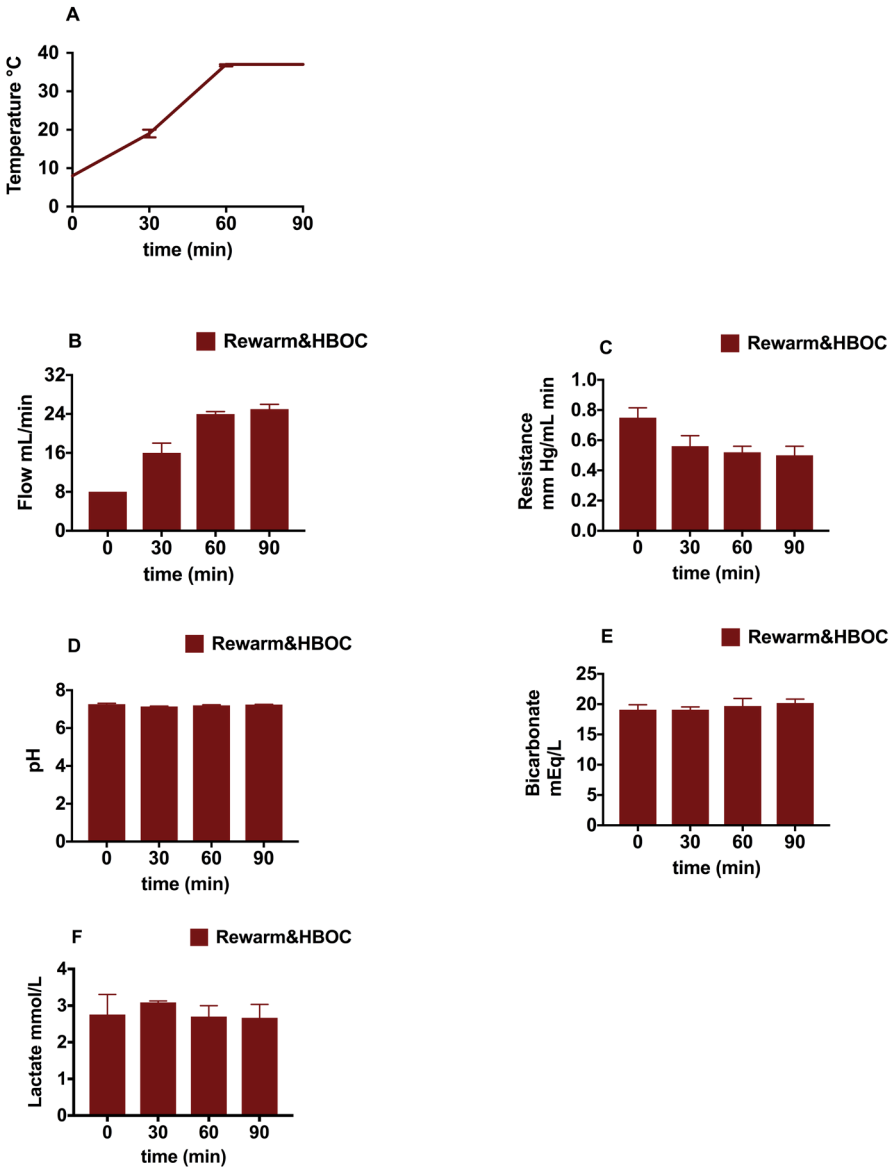 A
Temperature °C
40
30
20
10
0
0 30 60 90
time (min)
B
Rewarm&HBOC
Flow mL/min
32
24
16
8
0
0 30 60 90
time (min)
C
Rewarm&HBOC
Resistance
mm Hg/mL min
1.0
0.8
0.6
0.4
0.2
0.0
0 30 60 90
time (min)
D
Rewarm&HBOC
pH
8
6
4
2
0
0 30 60 90
time (min)
E
Rewarm&HBOC
Bicarbonate
mEq/L
25
20
15
10
5
0
0 30 60 90
time (min)
F
Rewarm&HBOC
Lactate mmol/L
4
3
2
1
0
0 30 60 90
time (min)